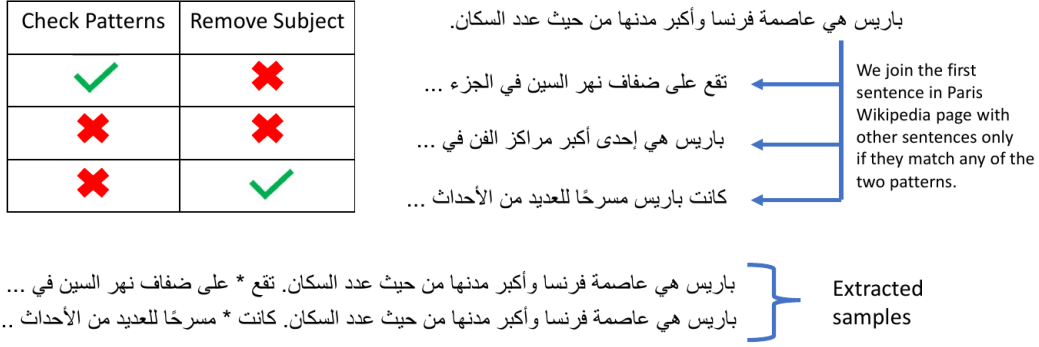 Check Patterns Remove Subject
باريس هي عاصمة فرنسا وأكبر مدنها من حيث عدد السكان.
تقع على ضفاف نهر السين في الجزء ...
باريس هي إحدى أكبر مراكز الفن في ...
كانت باريس مسرحًا للعديد من الأحداث ...
We join the first
sentence in Paris
Wikipedia page with
other sentences only
if they match any of the
two patterns.
باريس هي عاصمة فرنسا وأكبر مدنها من حيث عدد السكان. تقع * على ضفاف نهر السين في ...
باريس هي عاصمة فرنسا وأكبر مدنها من حيث عدد السكان. كانت * مسرحًا للعديد من الأحداث ..
Extracted
samples